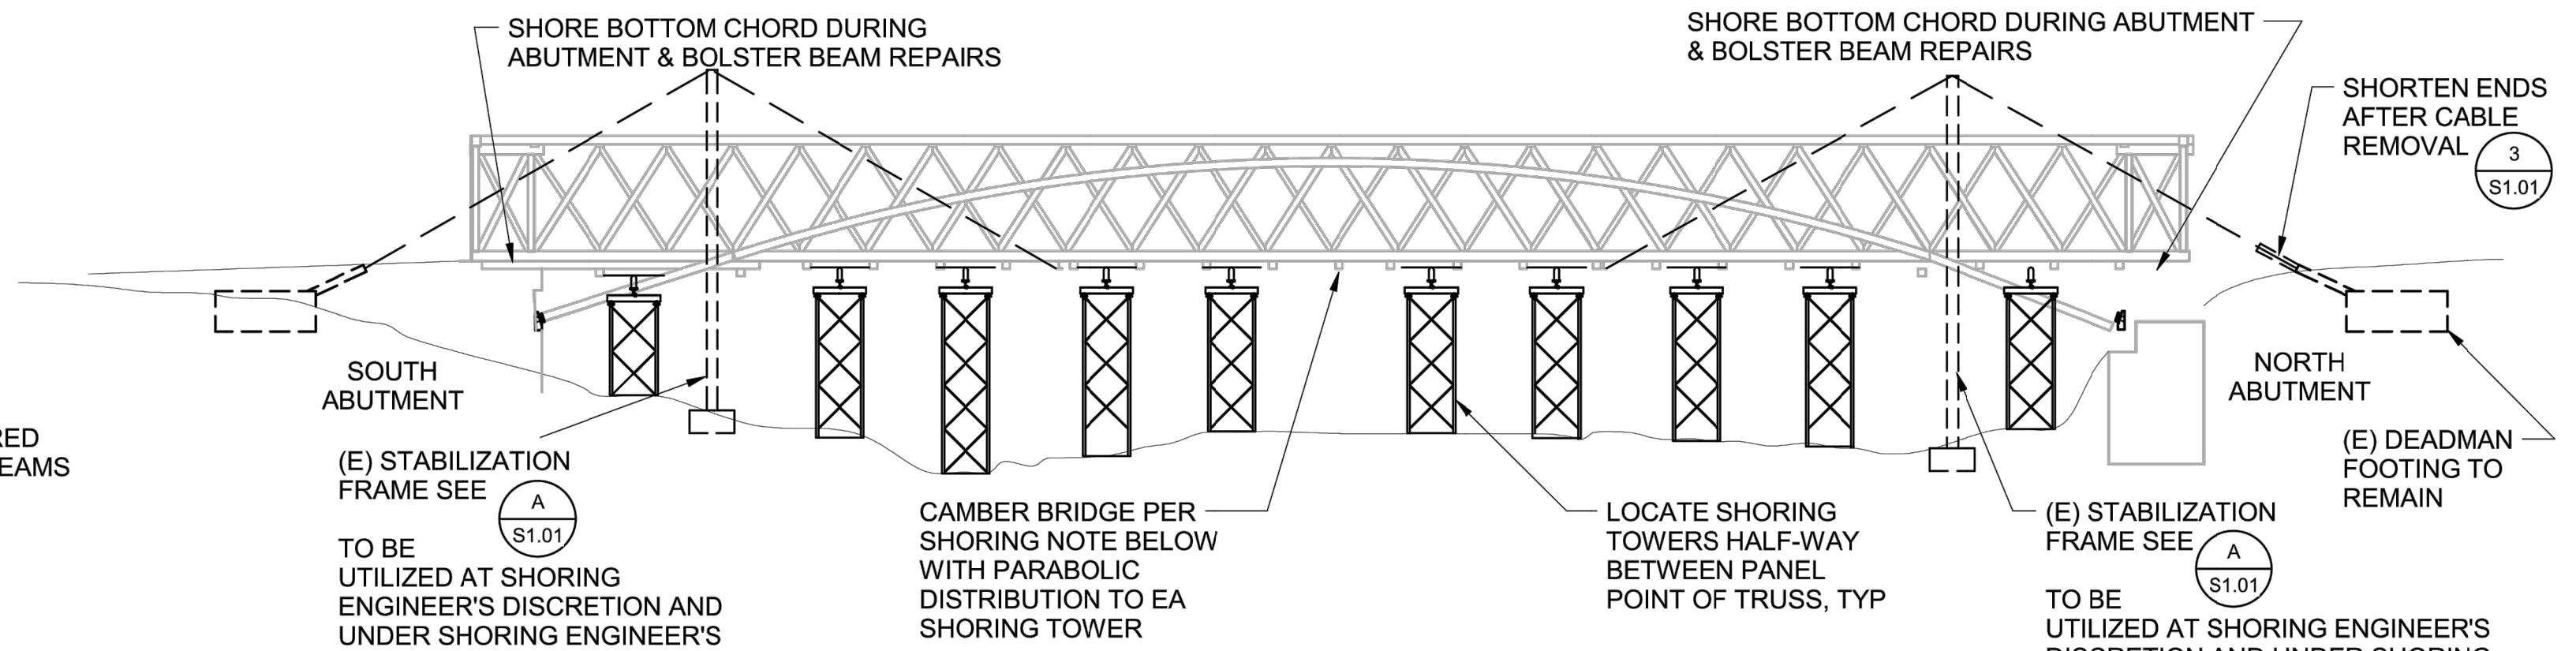 SHORE BOTTOM CHORD DURING
ABUTMENT & BOLSTER BEAM REPAIRS
SHORE BOTTOM CHORD DURING ABUTMENT
& BOLSTER BEAM REPAIRS
SHORTEN ENDS
AFTER CABLE
REMOVAL
3
S1.01
SOUTH
ABUTMENT
NORTH
ABUTMENT
RED
EAMS
(E) STABILIZATION
FRAME SEE
A
S1.01
TO BE
UTILIZED AT SHORING
ENGINEER'S DISCRETION AND
UNDER SHORING ENGINEER'S
CAMBER BRIDGE PER
SHORING NOTE BELOW
WITH PARABOLIC
DISTRIBUTION TO EA
SHORING TOWER
LOCATE SHORING
TOWERS HALF-WAY
BETWEEN PANEL
POINT OF TRUSS, TYP
(E) STABILIZATION
FRAME SEE
A
S1.01
TO BE
UTILIZED AT SHORING ENGINEER'S
DISCRETION AND UNDER SHORING
(E) DEADMAN
FOOTING TO
REMAIN